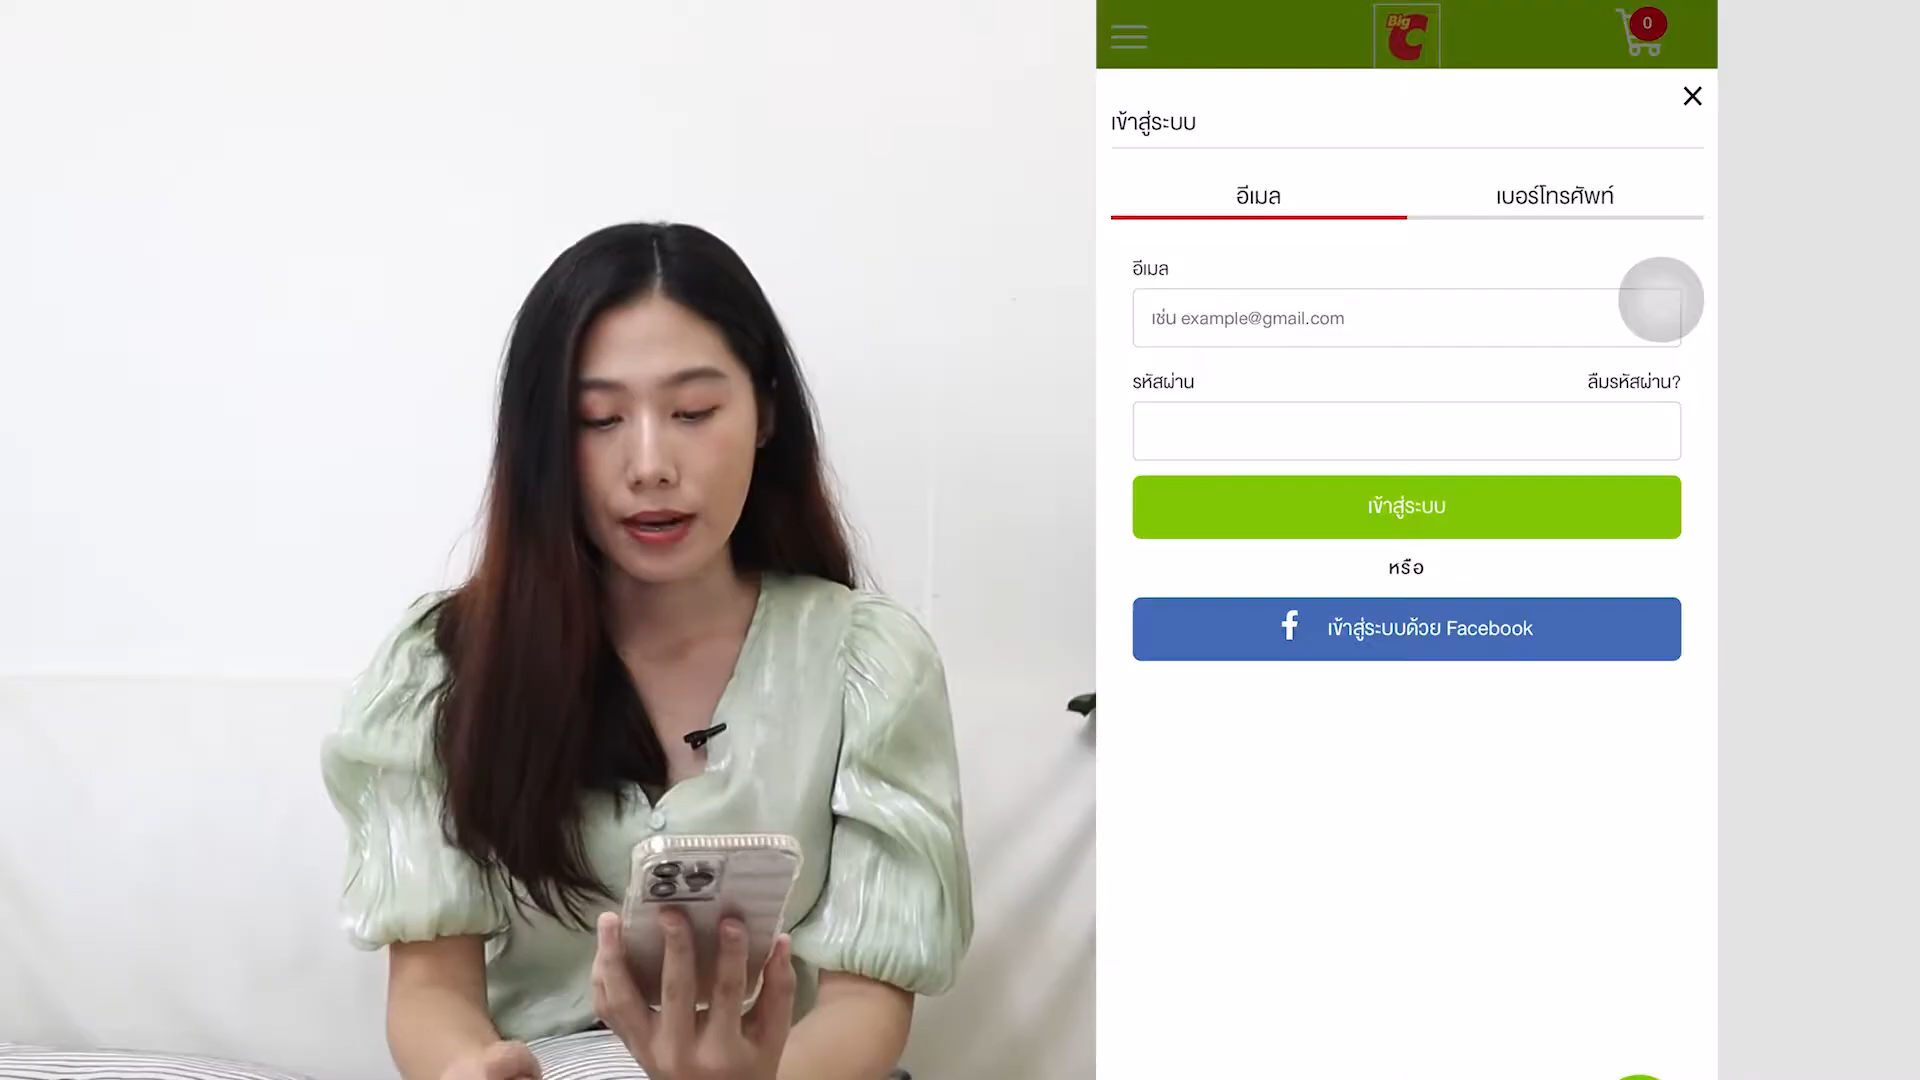 Big
C
0
เข้าสู่ระบบ
อีเมล
เบอร์โทรศัพท์
อีเมล
เช่น example@gmail.com
รหัสผ่าน
ลืมรหัสผ่าน?
เข้าสู่ระบบ
หรือ
เข้าสู่ระบบด้วย Facebook